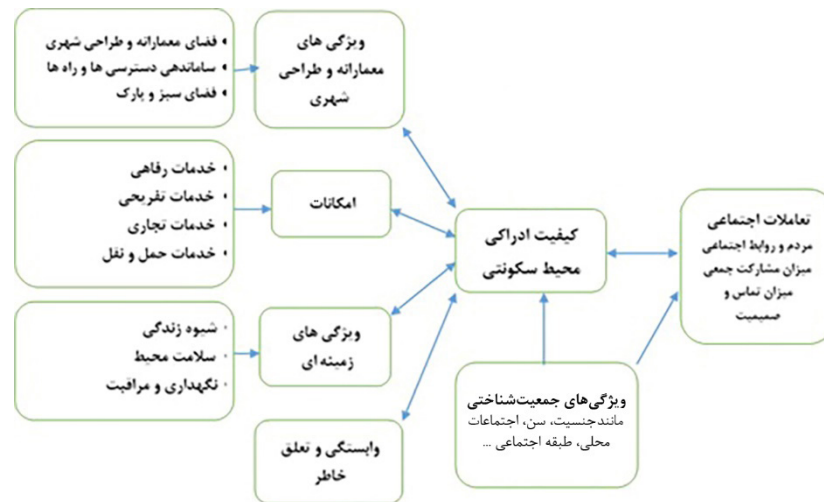 فضای معمارانه و طراحی شهری
ساماندهی دسترسی ها و راه ها
فضای سبز و پارک
ویژگی های
معمارانه و طراحی
شهری
خدمات رفاهی
خدمات تفریحی
خدمات تجاری
خدمات حمل و نقل
امکانات
شیوه زندگی
سلامت محیط
نگهداری و مراقبت
ویژگی های
زمینه ای
وابستگی و تعلق
خاطر
کیفیت ادراکی
محیط سکونتی
تعاملات اجتماعی
مردم و روابط اجتماعی
میزان مشارکت جمعی
میزان تماس و
صمیمیت
ویژگی‌های جمعیت‌شناختی
مانندجنسیت، سن، اجتماعات
محلی، طبقه اجتماعی ...